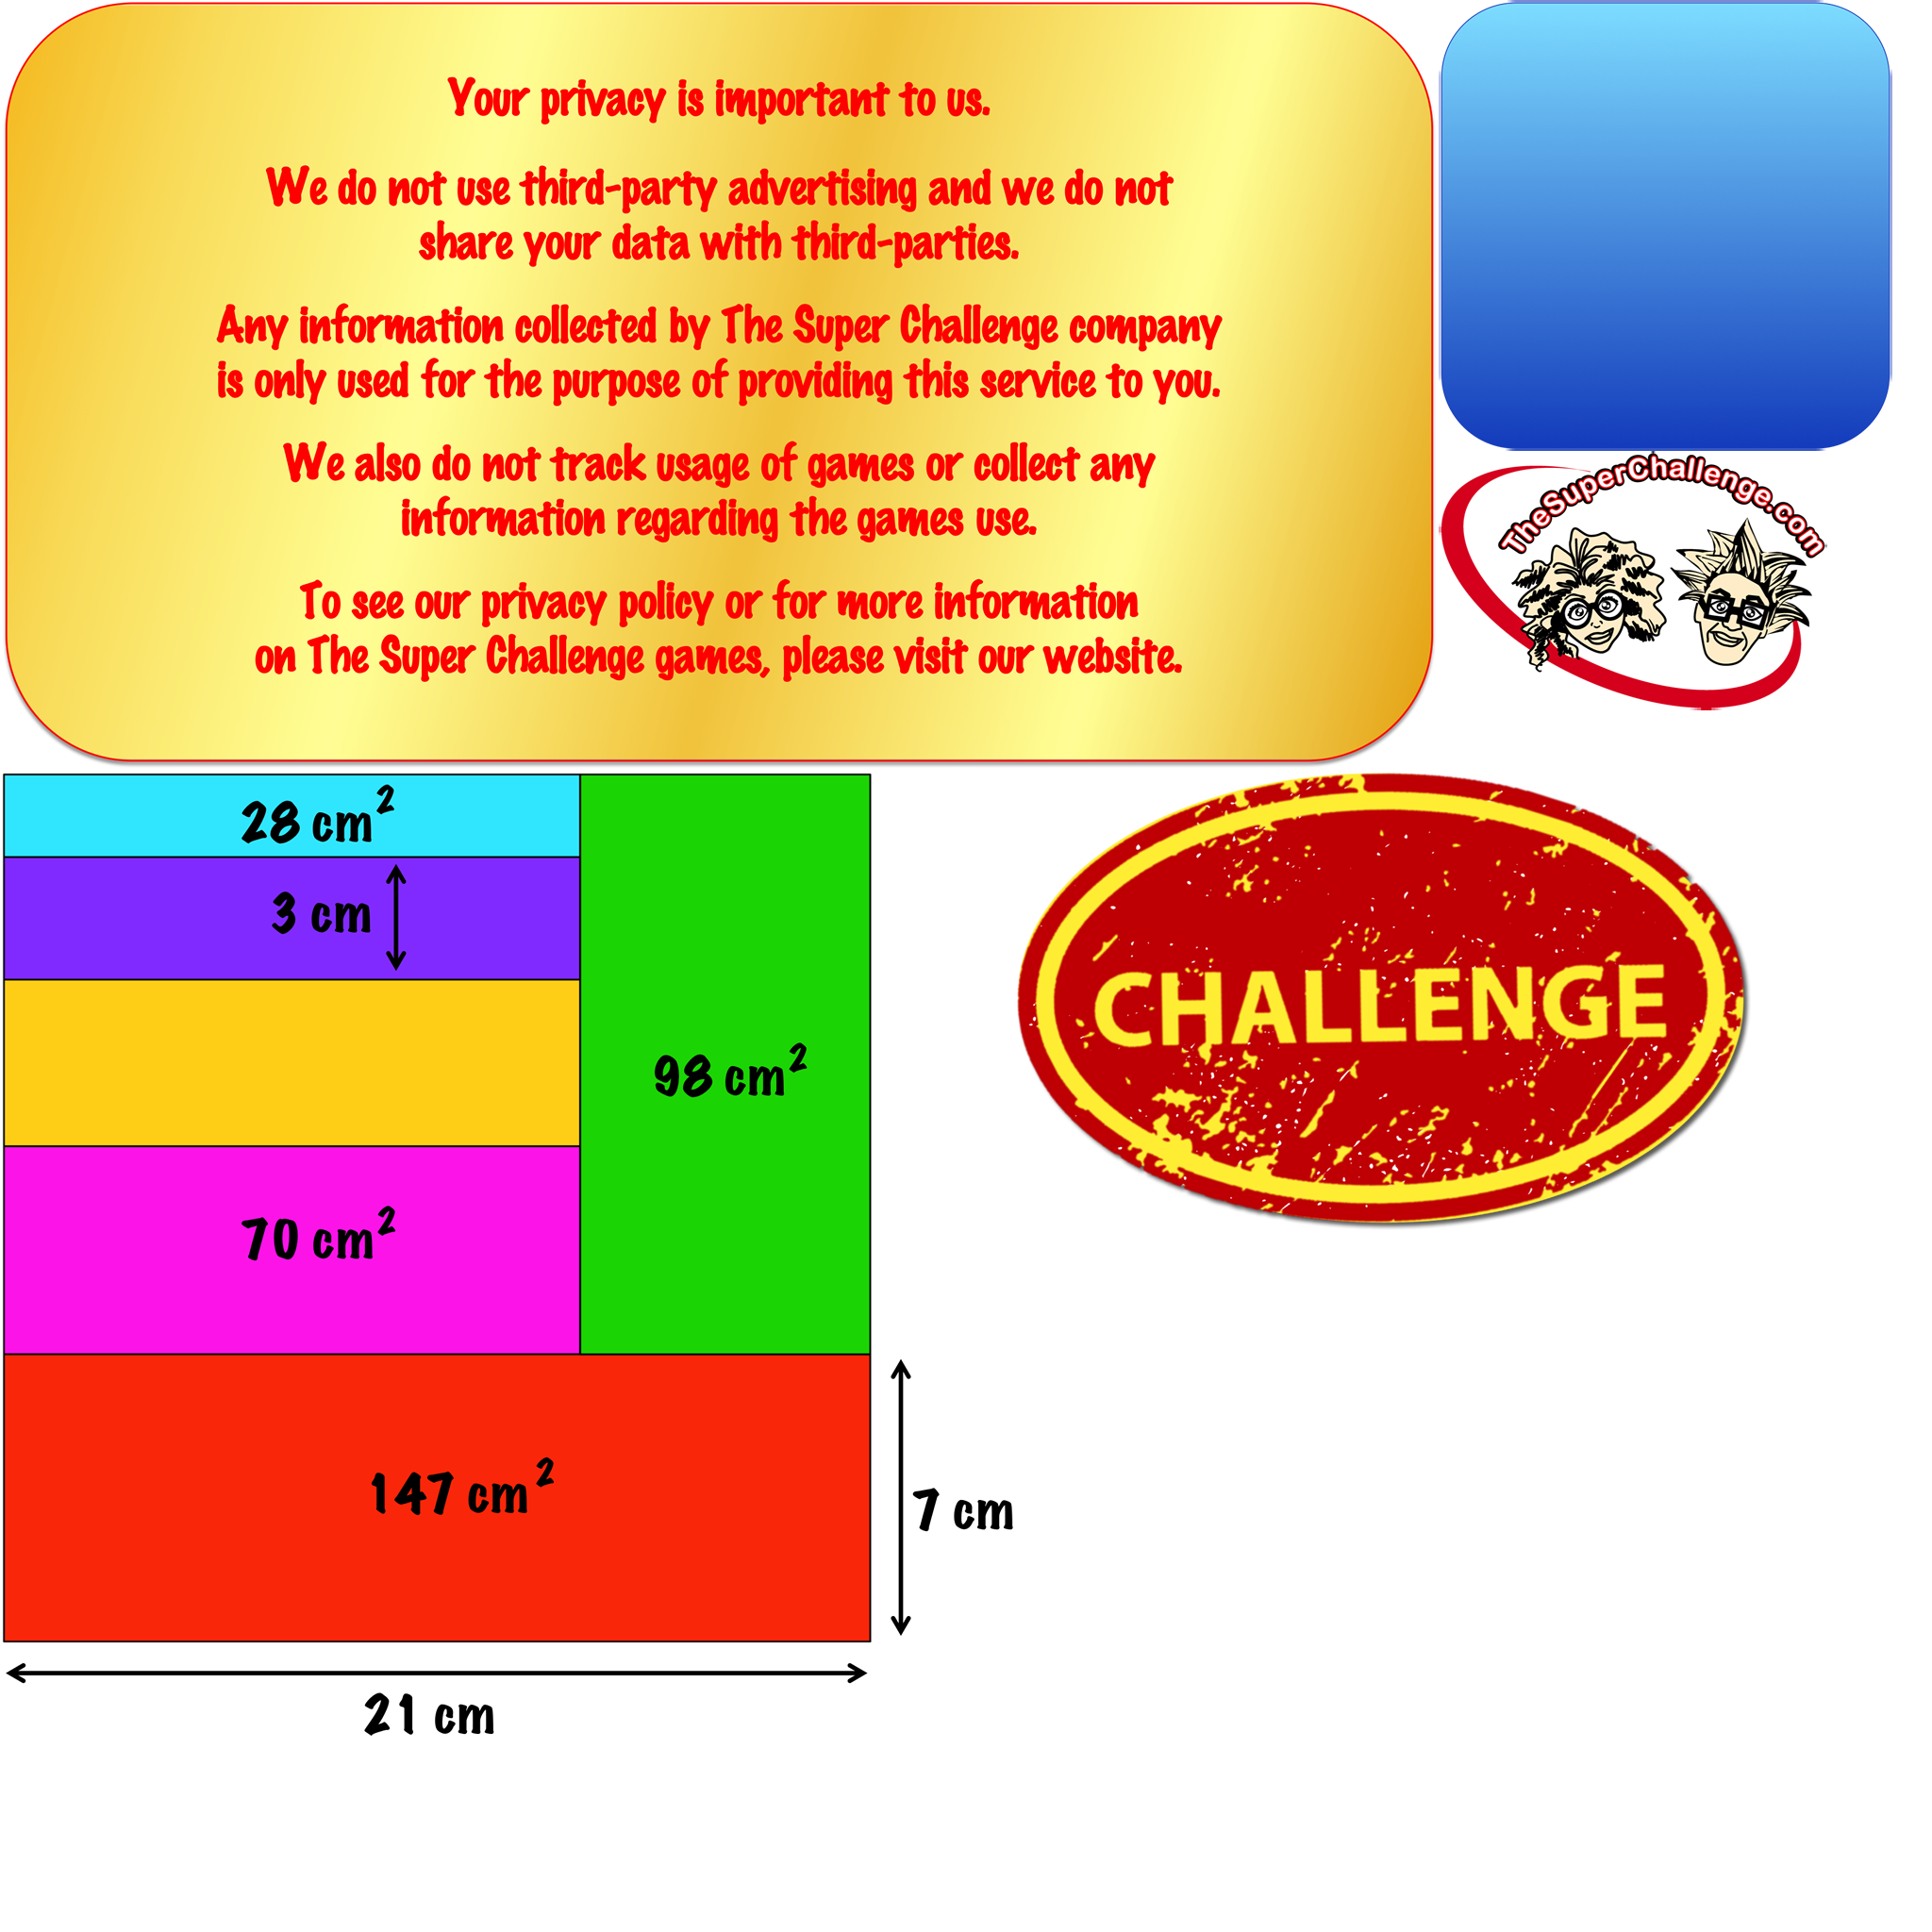 Your privacy is important to us.
We do not use third-party advertising and we do not
share your data with third-parties.
Any information collected by The Super Challenge company
is only used for the purpose of providing this service to you.
We also do not track usage of games or collect any
information regarding the games use.
To see our privacy policy or for more information
on The Super Challenge games, please visit our website.
TheSuperChallenge.com
28 cm²
3 cm
98 cm²
70 cm²
147 cm²
7 cm
21 cm
CHALLENGE